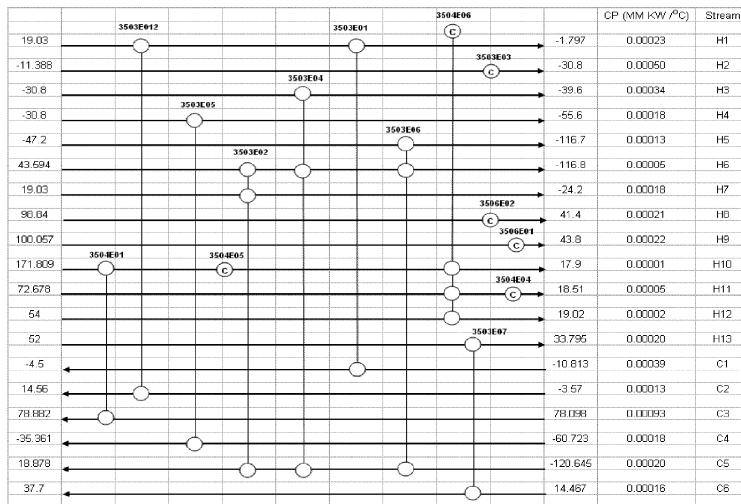 CP (MM KW /°C) Stream
3503E012 3503E01 3504E06
19.03 C -1.797 0.00023 H1
-11.388 3503E03 C -30.8 0.00050 H2
-30.8 3503E04 -39.6 0.00034 H3
-30.8 3503E05 -55.6 0.00018 H4
-47.2 3503E06 -116.7 0.00013 H5
43.594 3503E02 -116.8 0.00005 H6
19.03 -24.2 0.00018 H7
98.84 3506E02 C 41.4 0.00021 H8
100.057 3506E01 C 43.8 0.00022 H9
171.809 3504E01 3504E05 C 17.9 0.00001 H10
72.678 3504E04 C 18.51 0.00005 H11
54 19.02 0.00002 H12
52 3503E07 33.795 0.00020 H13
-4.5 -10.813 0.00039 C1
14.56 -3.57 0.00013 C2
78.882 78.098 0.00093 C3
-35.361 -60.723 0.00018 C4
18.878 -120.645 0.00020 C5
37.7 14.467 0.00016 C6